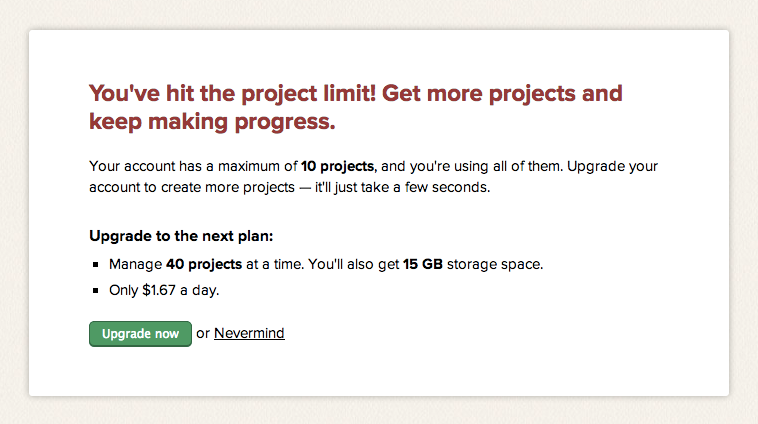 You've hit the project limit! Get more projects and
keep making progress.
Your account has a maximum of 10 projects, and you're using all of them. Upgrade your
account to create more projects — it'll just take a few seconds.
Upgrade to the next plan:
Manage 40 projects at a time. You'll also get 15 GB storage space.
Only $1.67 a day.
Upgrade now or Nevermind